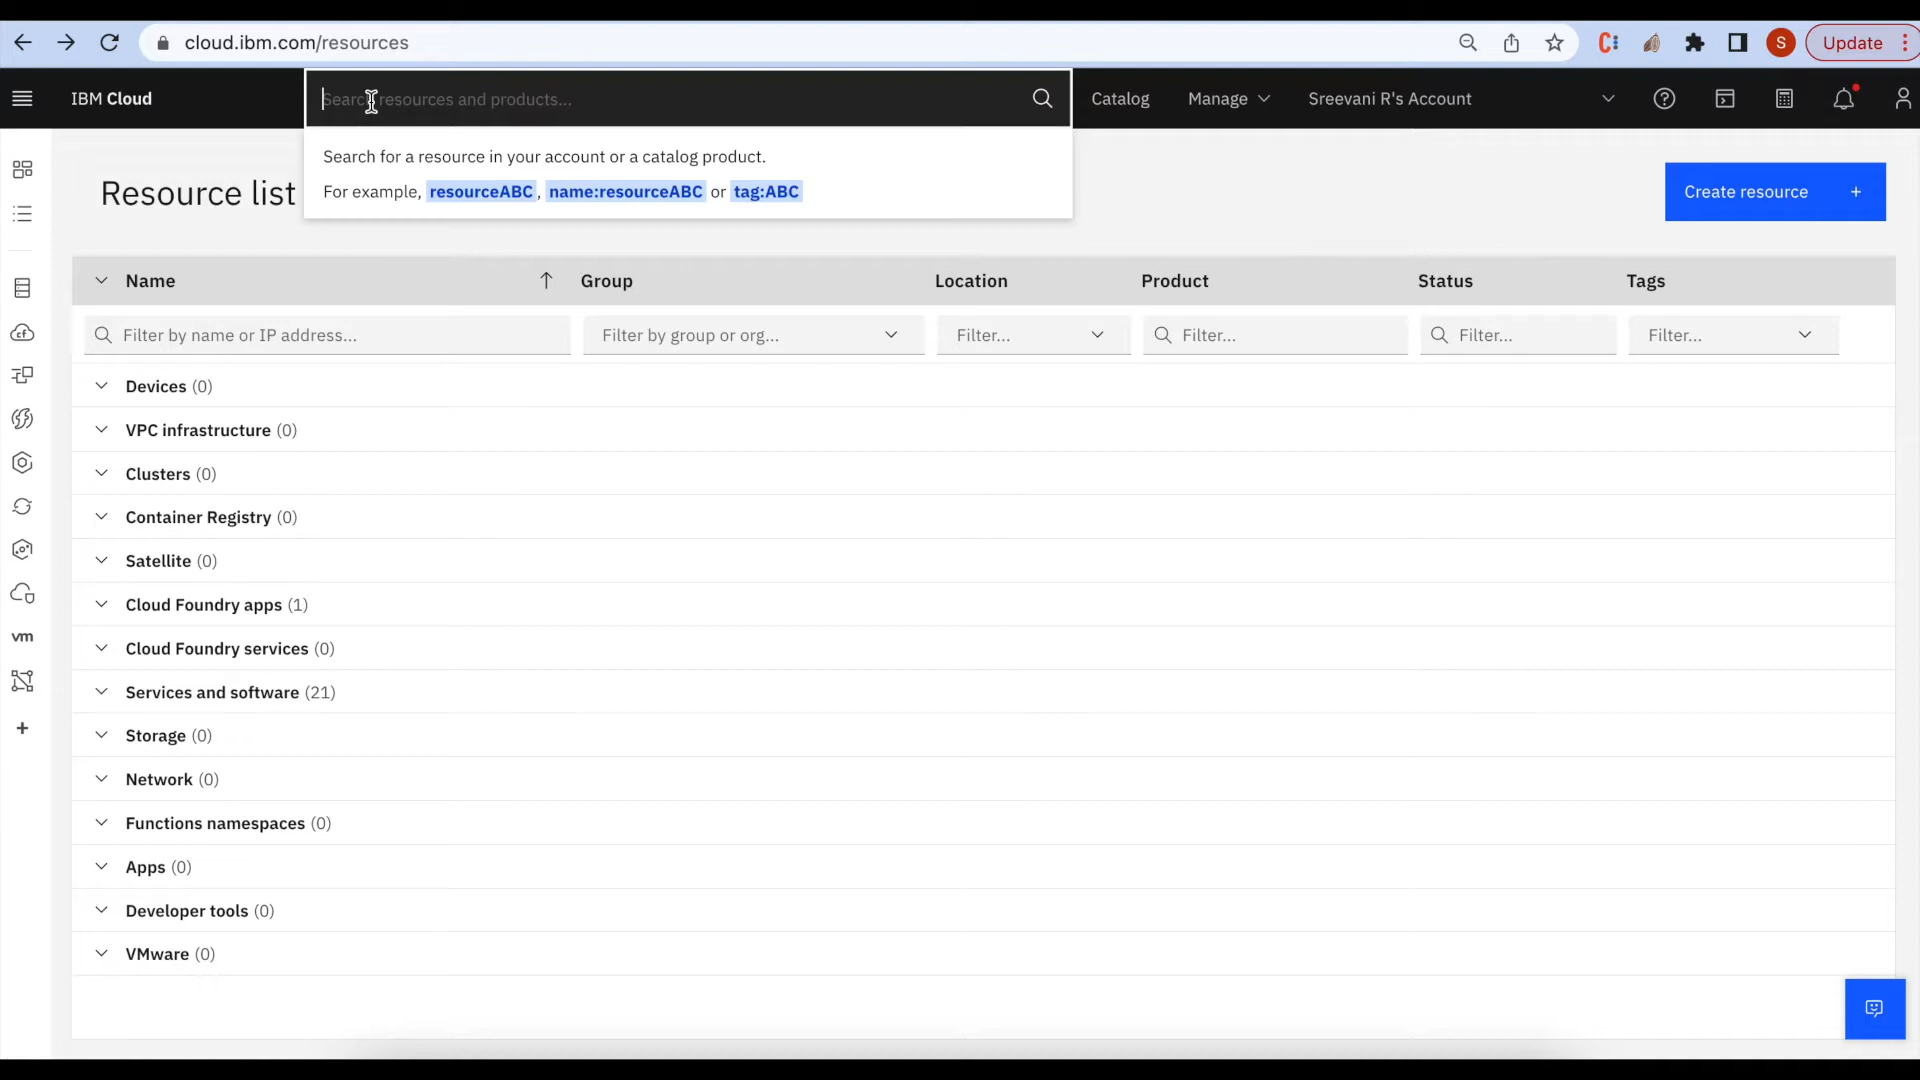 cloud.ibm.com/resources
S
Update
IBM Cloud
Search resources and products...
Catalog
Manage
Sreevani R's Account
Search for a resource in your account or a catalog product.
For example, resourceABC, name:resourceABC or tag:ABC
Resource list
Create resource +
Name Group Location Product Status Tags
Filter by name or IP address... Filter by group or org... Filter... Filter... Filter... Filter...
Devices (0)
VPC infrastructure (0)
Clusters (0)
Container Registry (0)
Satellite (0)
Cloud Foundry apps (1)
vm
Cloud Foundry services (0)
Services and software (21)
Storage (0)
Network (0)
Functions namespaces (0)
Apps (0)
Developer tools (0)
VMware (0)